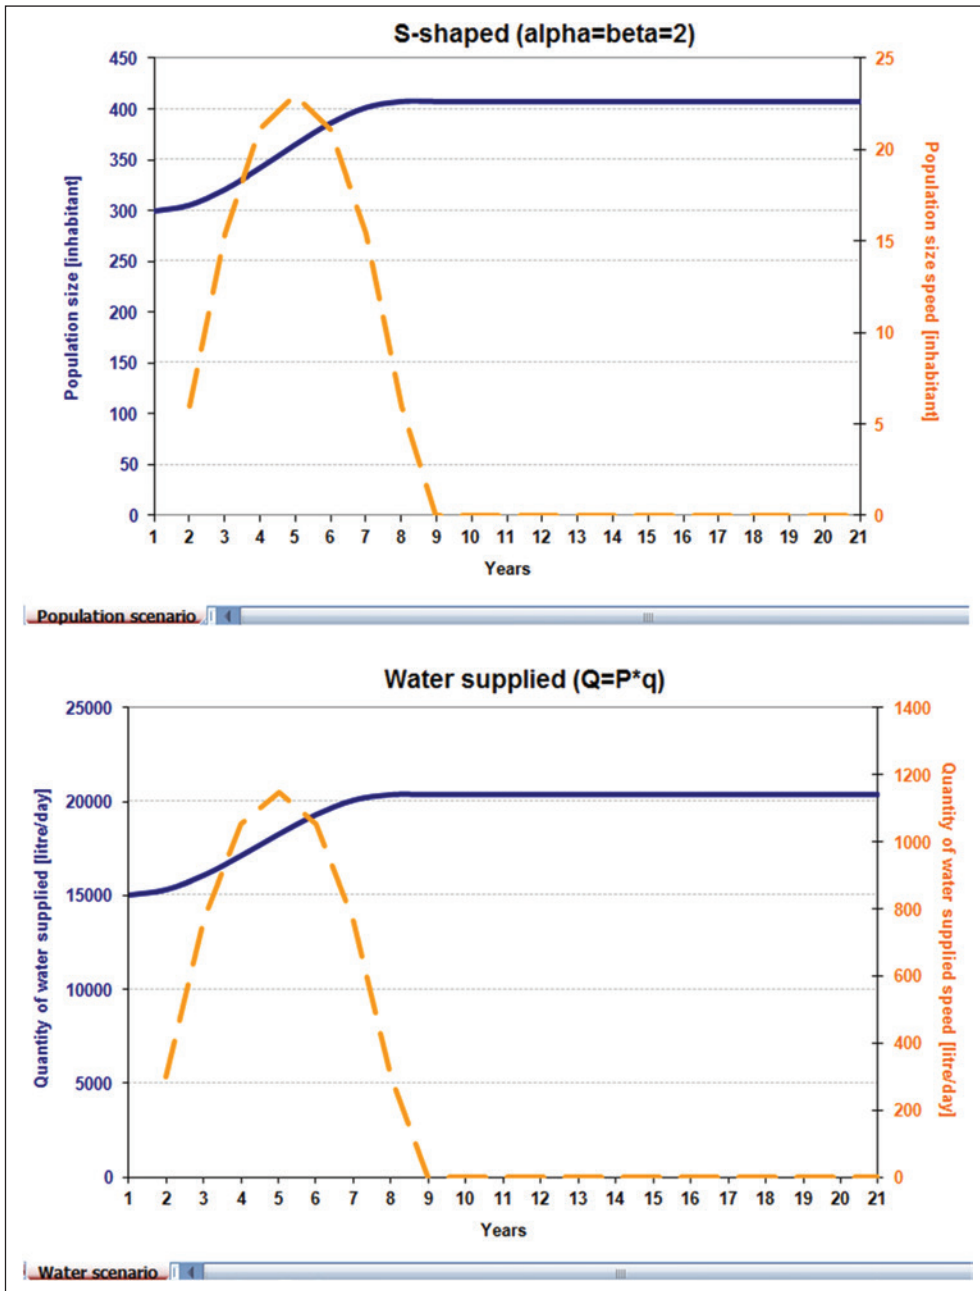 S-shaped (alpha=beta=2)
450
400
350
300
250
200
150
100
50
0
Population size [inhabitant]
25
20
15
10
5
0
Population size speed [inhabitant]
1 2 3 4 5 6 7 8 9 10 11 12 13 14 15 16 17 18 19 20 21
Years
Population scenario
Water supplied (Q=P*q)
25000
20000
15000
10000
5000
0
Quantity of water supplied [litre/day]
1400
1200
1000
800
600
400
200
0
Quantity of water supplied speed [litre/day]
1 2 3 4 5 6 7 8 9 10 11 12 13 14 15 16 17 18 19 20 21
Years
Water scenario